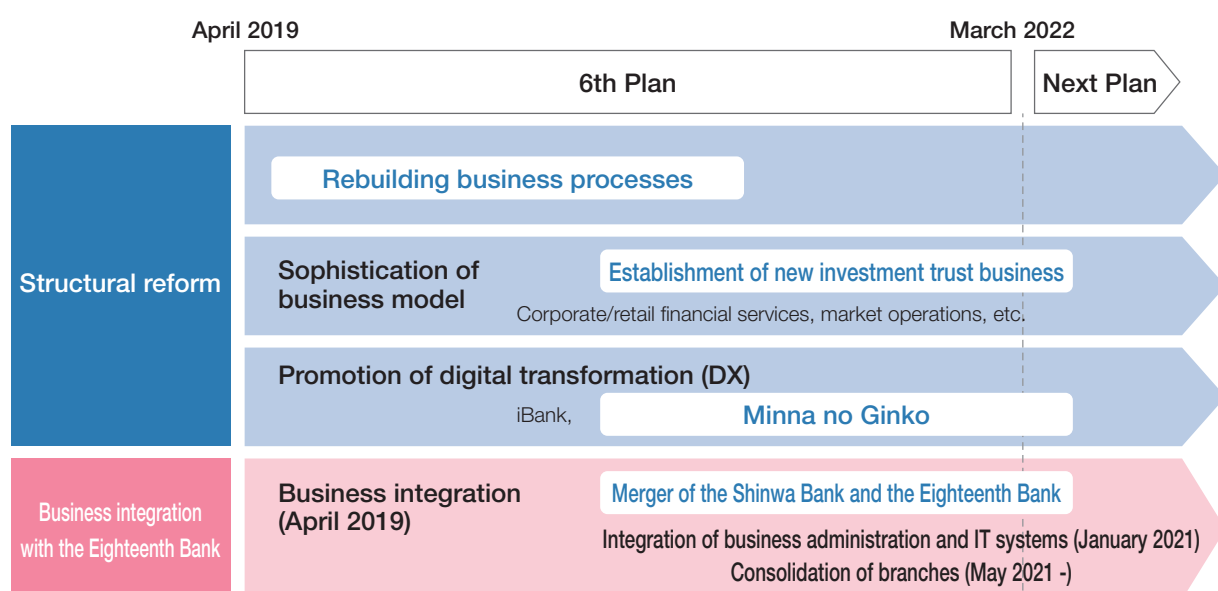 April 2019
March 2022
6th Plan
Next Plan
Structural reform
Rebuilding business processes
Sophistication of
business model
Establishment of new investment trust business
Corporate/retail financial services, market operations, etc.
Promotion of digital transformation (DX)
iBank,
Minna no Ginko
Business integration
with the Eighteenth Bank
Business integration
(April 2019)
Merger of the Shinwa Bank and the Eighteenth Bank
Integration of business administration and IT systems (January 2021)
Consolidation of branches (May 2021 -)